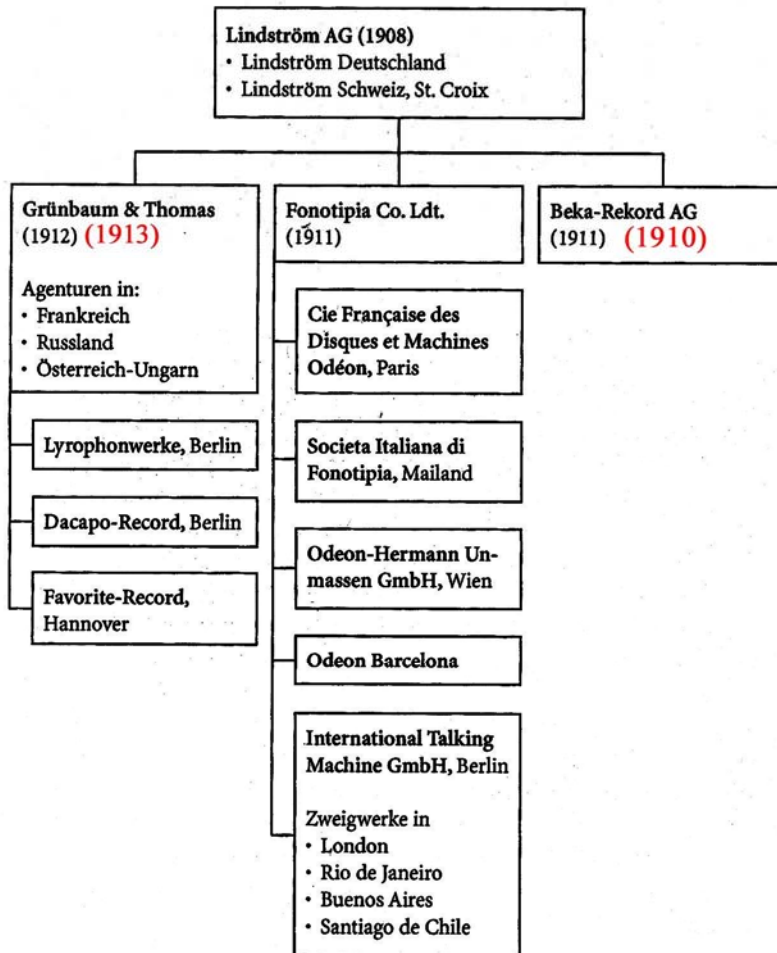 Lindström AG (1908)
• Lindström Deutschland
• Lindström Schweiz, St. Croix
Grünbaum & Thomas
(1912) (1913)
Agenturen in:
• Frankreich
• Russland
• Österreich-Ungarn
Lyrophonwerke, Berlin
Dacapo-Record, Berlin
Favorite-Record,
Hannover
Fonotipia Co. Ldt.
(1911)
Cie Française des
Disques et Machines
Odéon, Paris
Societa Italiana di
Fonotipia, Mailand
Odeon-Hermann Un-
massen GmbH, Wien
Odeon Barcelona
International Talking
Machine GmbH, Berlin
Zweigwerke in
• London
• Rio de Janeiro
• Buenos Aires
• Santiago de Chile
Beka-Rekord AG
(1911) (1910)